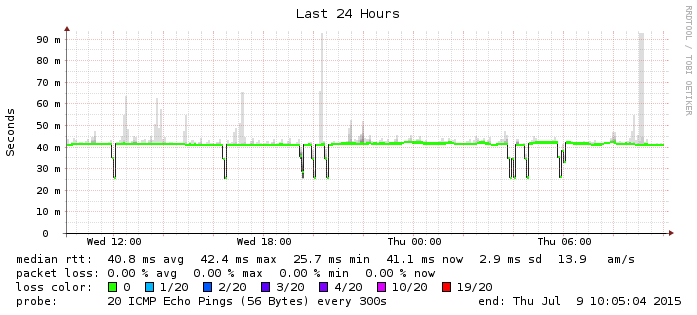 Last 24 Hours
RRDTOOL / TOBI OETIKER
Seconds
90 m
80 m
70 m
60 m
50 m
40 m
30 m
20 m
10 m
0
Wed 12:00 Wed 18:00 Thu 00:00 Thu 06:00
median rtt: 40.8 ms avg 42.4 ms max 25.7 ms min 41.1 ms now 2.9 ms sd 13.9 am/s
packet loss: 0.00 % avg 0.00 % max 0.00 % min 0.00 % now
loss color: 0 1/20 2/20 3/20 4/20 10/20 19/20
probe: 20 ICMP Echo Pings (56 Bytes) every 300s end: Thu Jul 9 10:05:04 2015